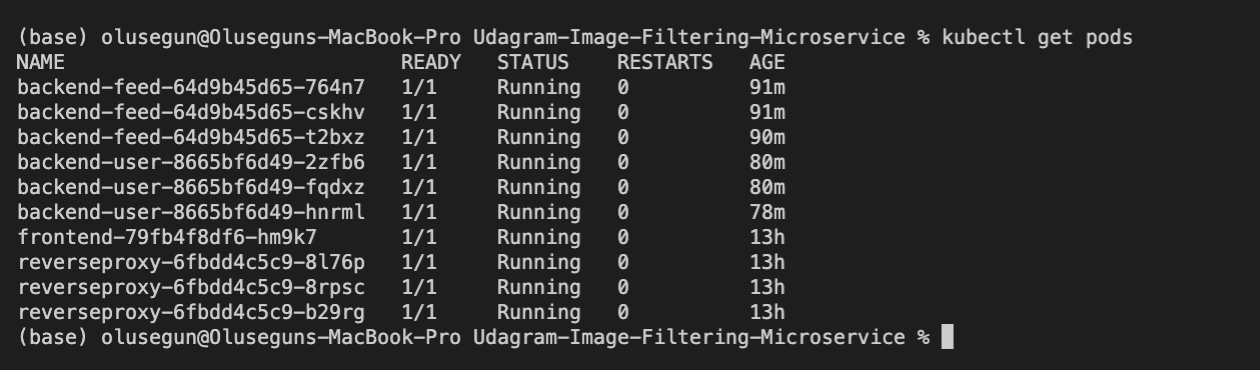 (base) olusegun@Oluseguns-MacBook-Pro Udagram-Image-Filtering-Microservice % kubectl get pods
NAME READY STATUS RESTARTS AGE
backend-feed-64d9b45d65-764n7 1/1 Running 0 91m
backend-feed-64d9b45d65-cskhv 1/1 Running 0 91m
backend-feed-64d9b45d65-t2bxz 1/1 Running 0 90m
backend-user-8665bf6d49-2zfb6 1/1 Running 0 80m
backend-user-8665bf6d49-fqdxz 1/1 Running 0 80m
backend-user-8665bf6d49-hnrml 1/1 Running 0 78m
frontend-79fb4f8df6-hm9k7 1/1 Running 0 13h
reverseproxy-6fbdd4c5c9-8l76p 1/1 Running 0 13h
reverseproxy-6fbdd4c5c9-8rpsc 1/1 Running 0 13h
reverseproxy-6fbdd4c5c9-b29rg 1/1 Running 0 13h
(base) olusegun@Oluseguns-MacBook-Pro Udagram-Image-Filtering-Microservice %